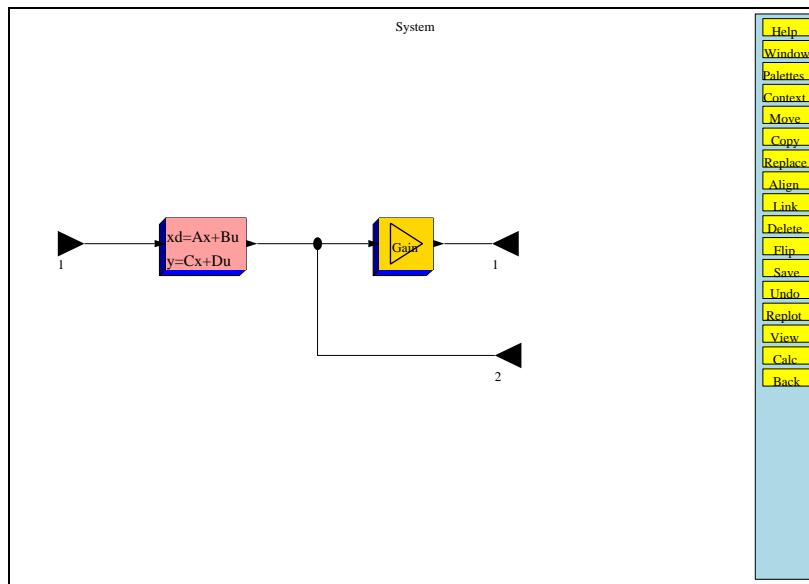 System
xd=Ax+Bu
y=Cx+Du
1
Gain
1
2
Help
Window
Palettes
Context
Move
Copy
Replace
Align
Link
Delete
Flip
Save
Undo
Replot
View
Calc
Back